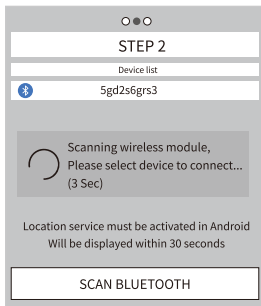 STEP 2
Device list
5gd2s6grs3
Scanning wireless module,
Please select device to connect...
(3 Sec)
Location service must be activated in Android
Will be displayed within 30 seconds
SCAN BLUETOOTH